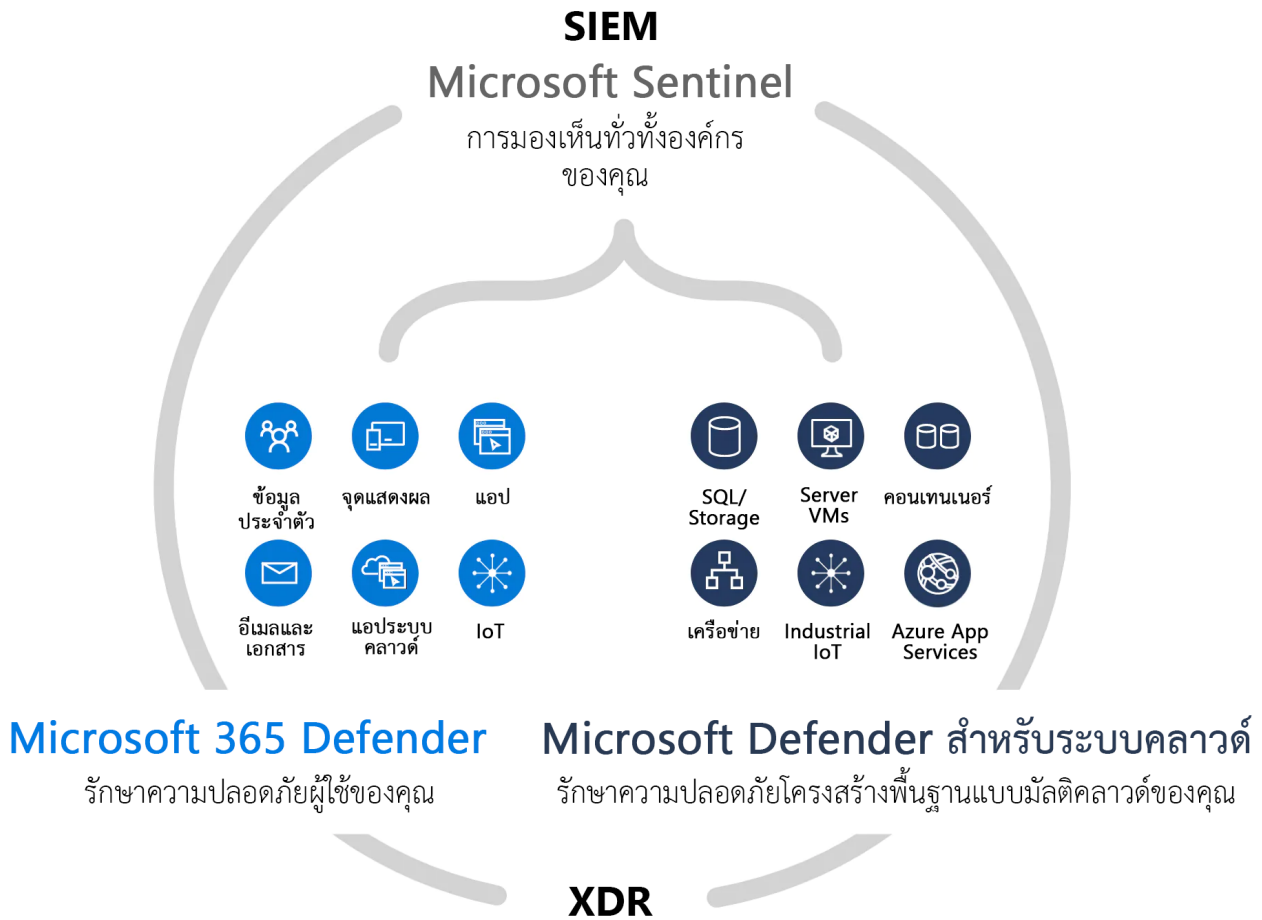 SIEM
Microsoft Sentinel
การมองเห็นทั่วทั้งองค์กร
ของคุณ
ข้อมูล
ประจำตัว
จุดแสดงผล
แอป
อีเมลและ
เอกสาร
แอประบบ
คลาวด์
IoT
SQL/
Storage
Server
VMs
คอนเทนเนอร์
เครือข่าย
Industrial
IoT
Azure App
Services
Microsoft 365 Defender
รักษาความปลอดภัยผู้ใช้ของคุณ
Microsoft Defender สำหรับระบบคลาวด์
รักษาความปลอดภัยโครงสร้างพื้นฐานแบบมัลติคลาวด์ของคุณ
XDR